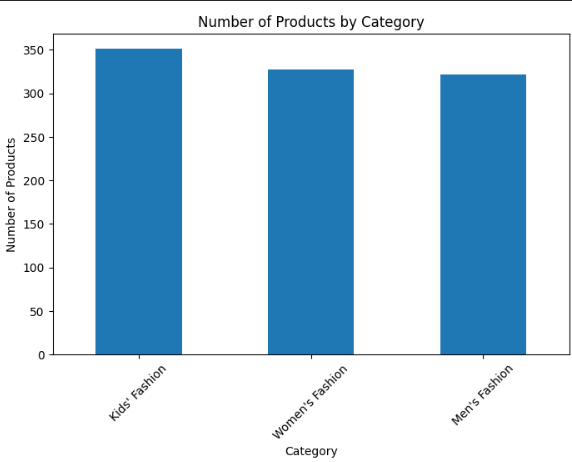 Number of Products by Category
Number of Products
350
300
250
200
150
100
50
0
Kids' Fashion
Women's Fashion
Men's Fashion
Category